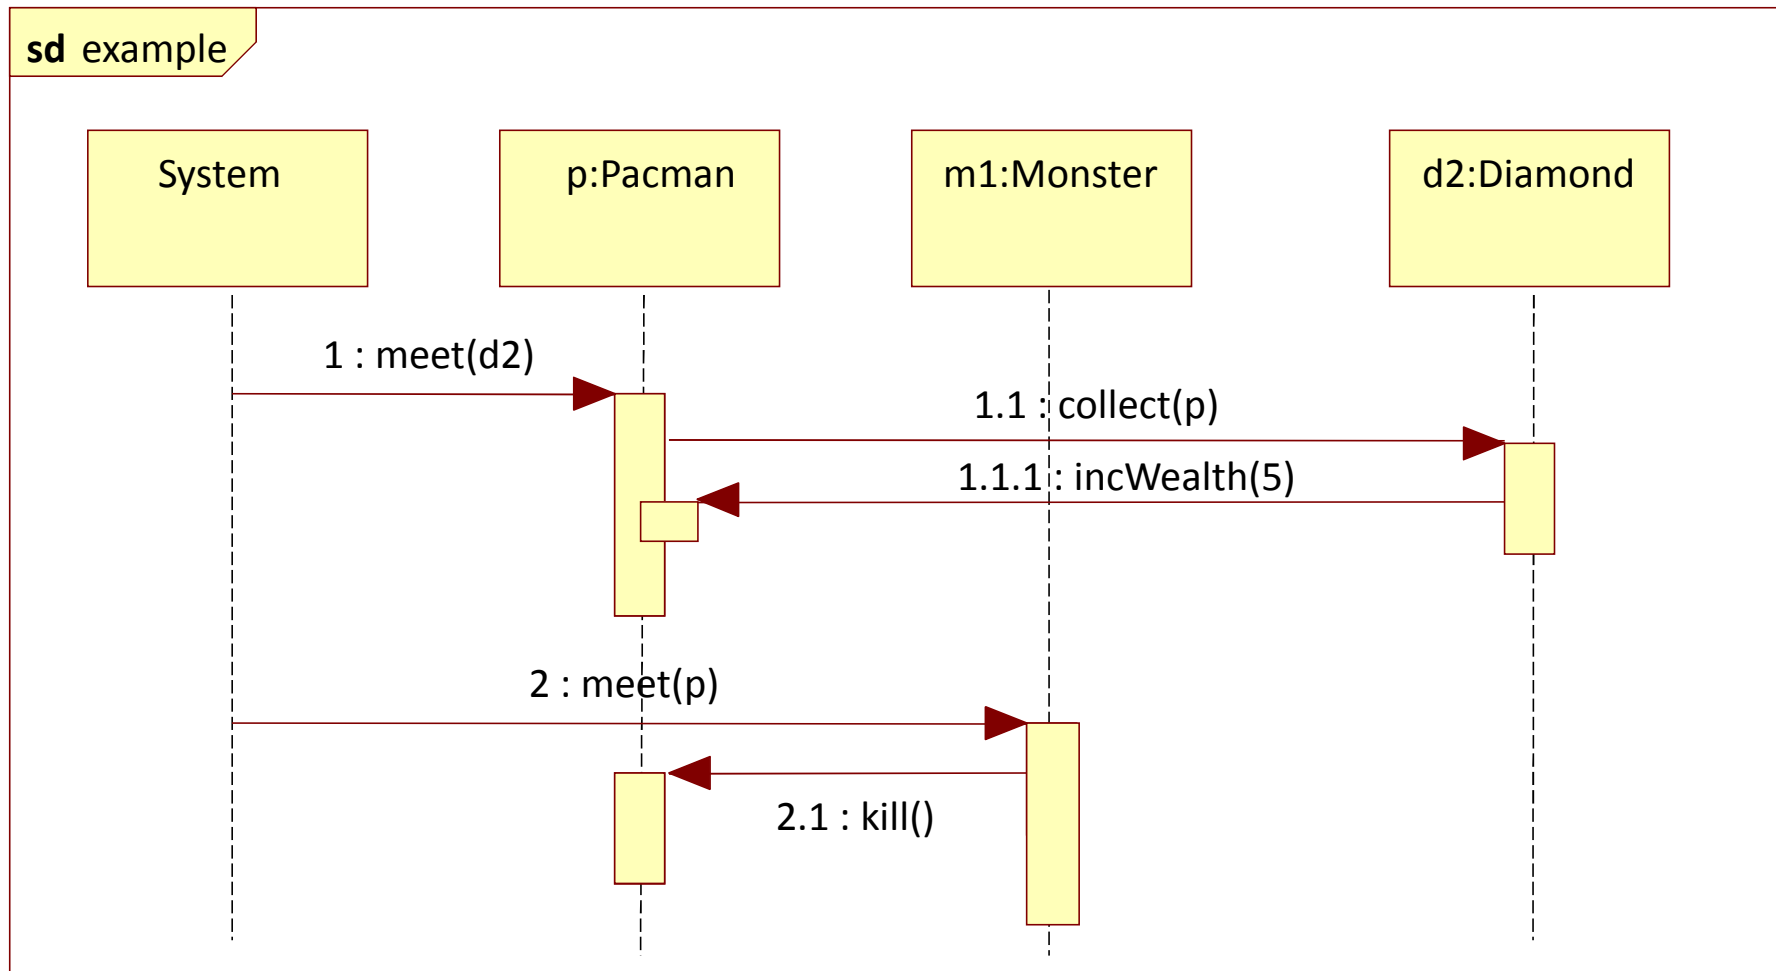 sd example
System
p:Pacman
m1:Monster
d2:Diamond
1 : meet(d2)
1.1 : collect(p)
1.1.1 : incWealth(5)
2 : meet(p)
2.1 : kill()